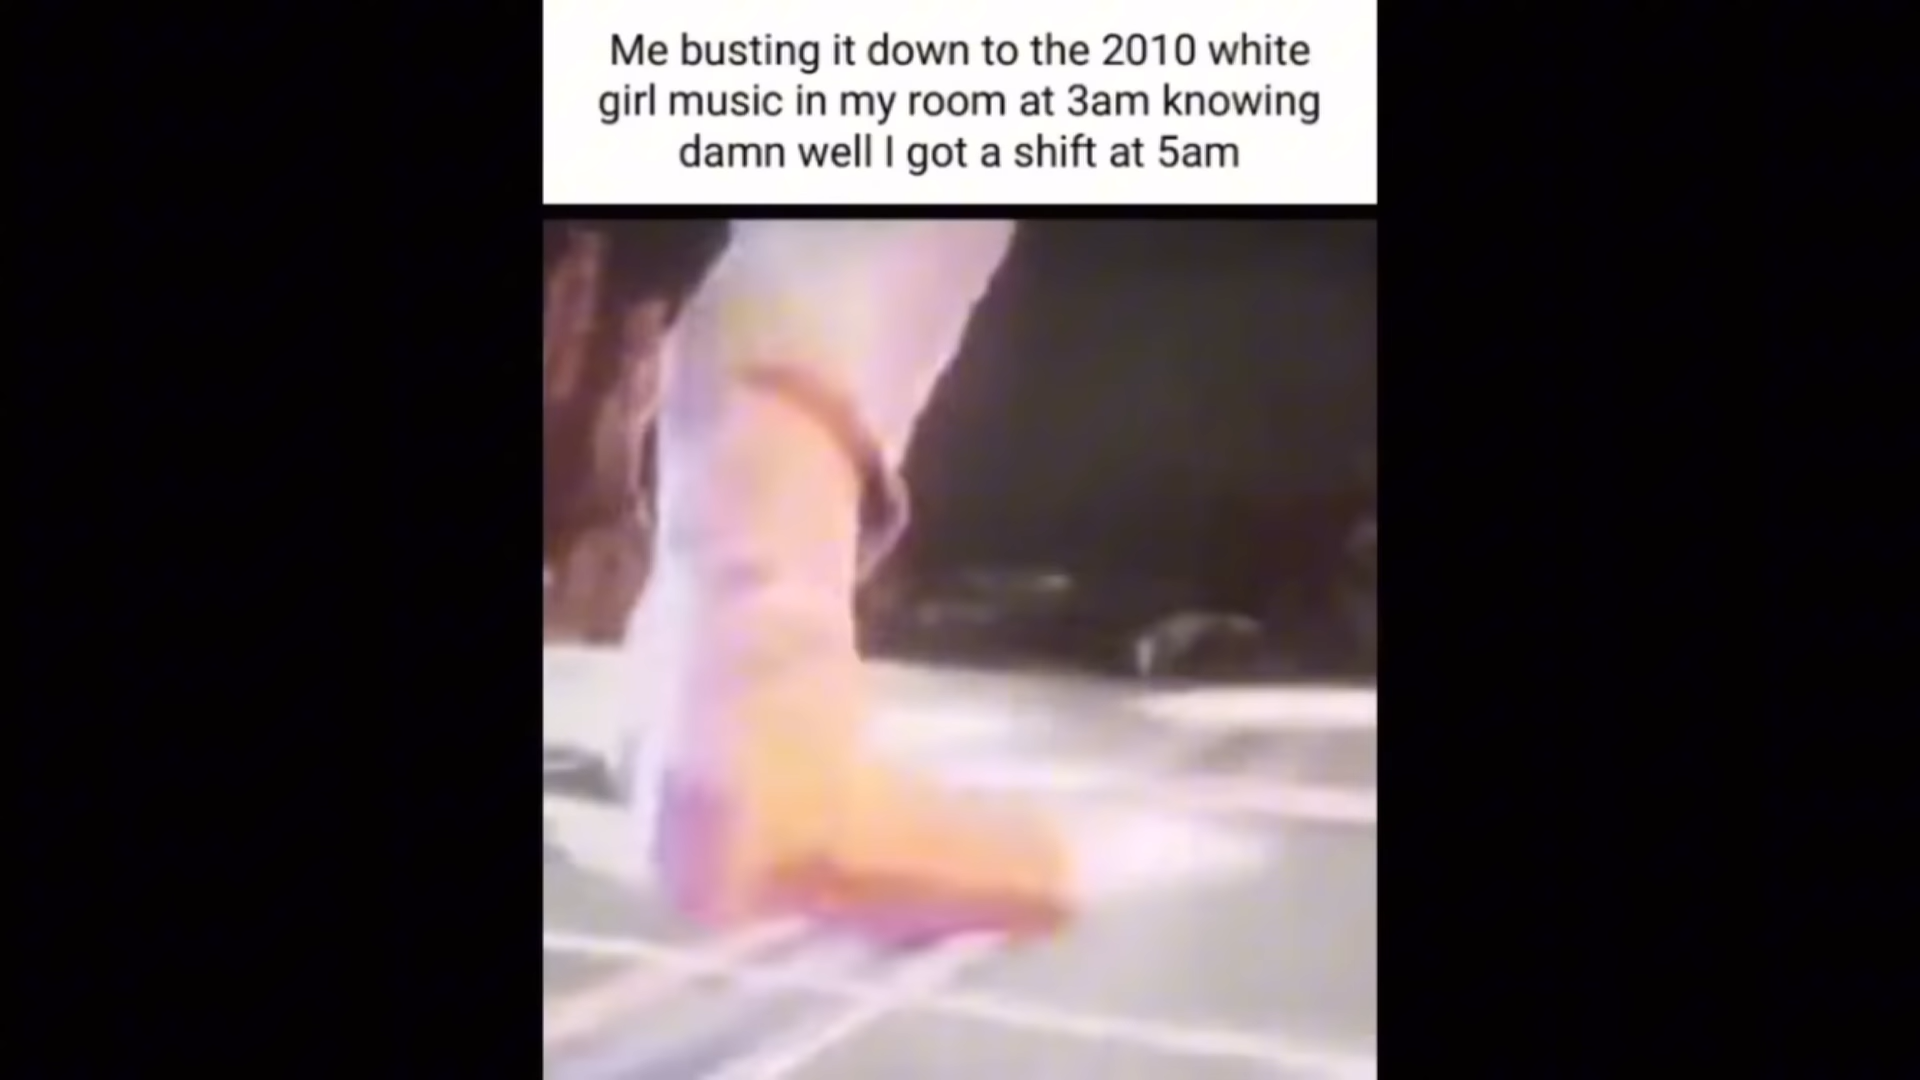 Me busting it down to the 2010 white
girl music in my room at 3am knowing
damn well I got a shift at 5am